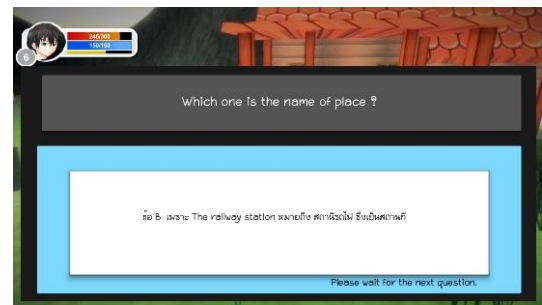 245/300
150/150
6
Which one is the name of place ?
ข้อ B เพราะ The railway station หมายถึง สถานีรถไฟ ซึ่งเป็นสถานที่
Please wait for the next question.